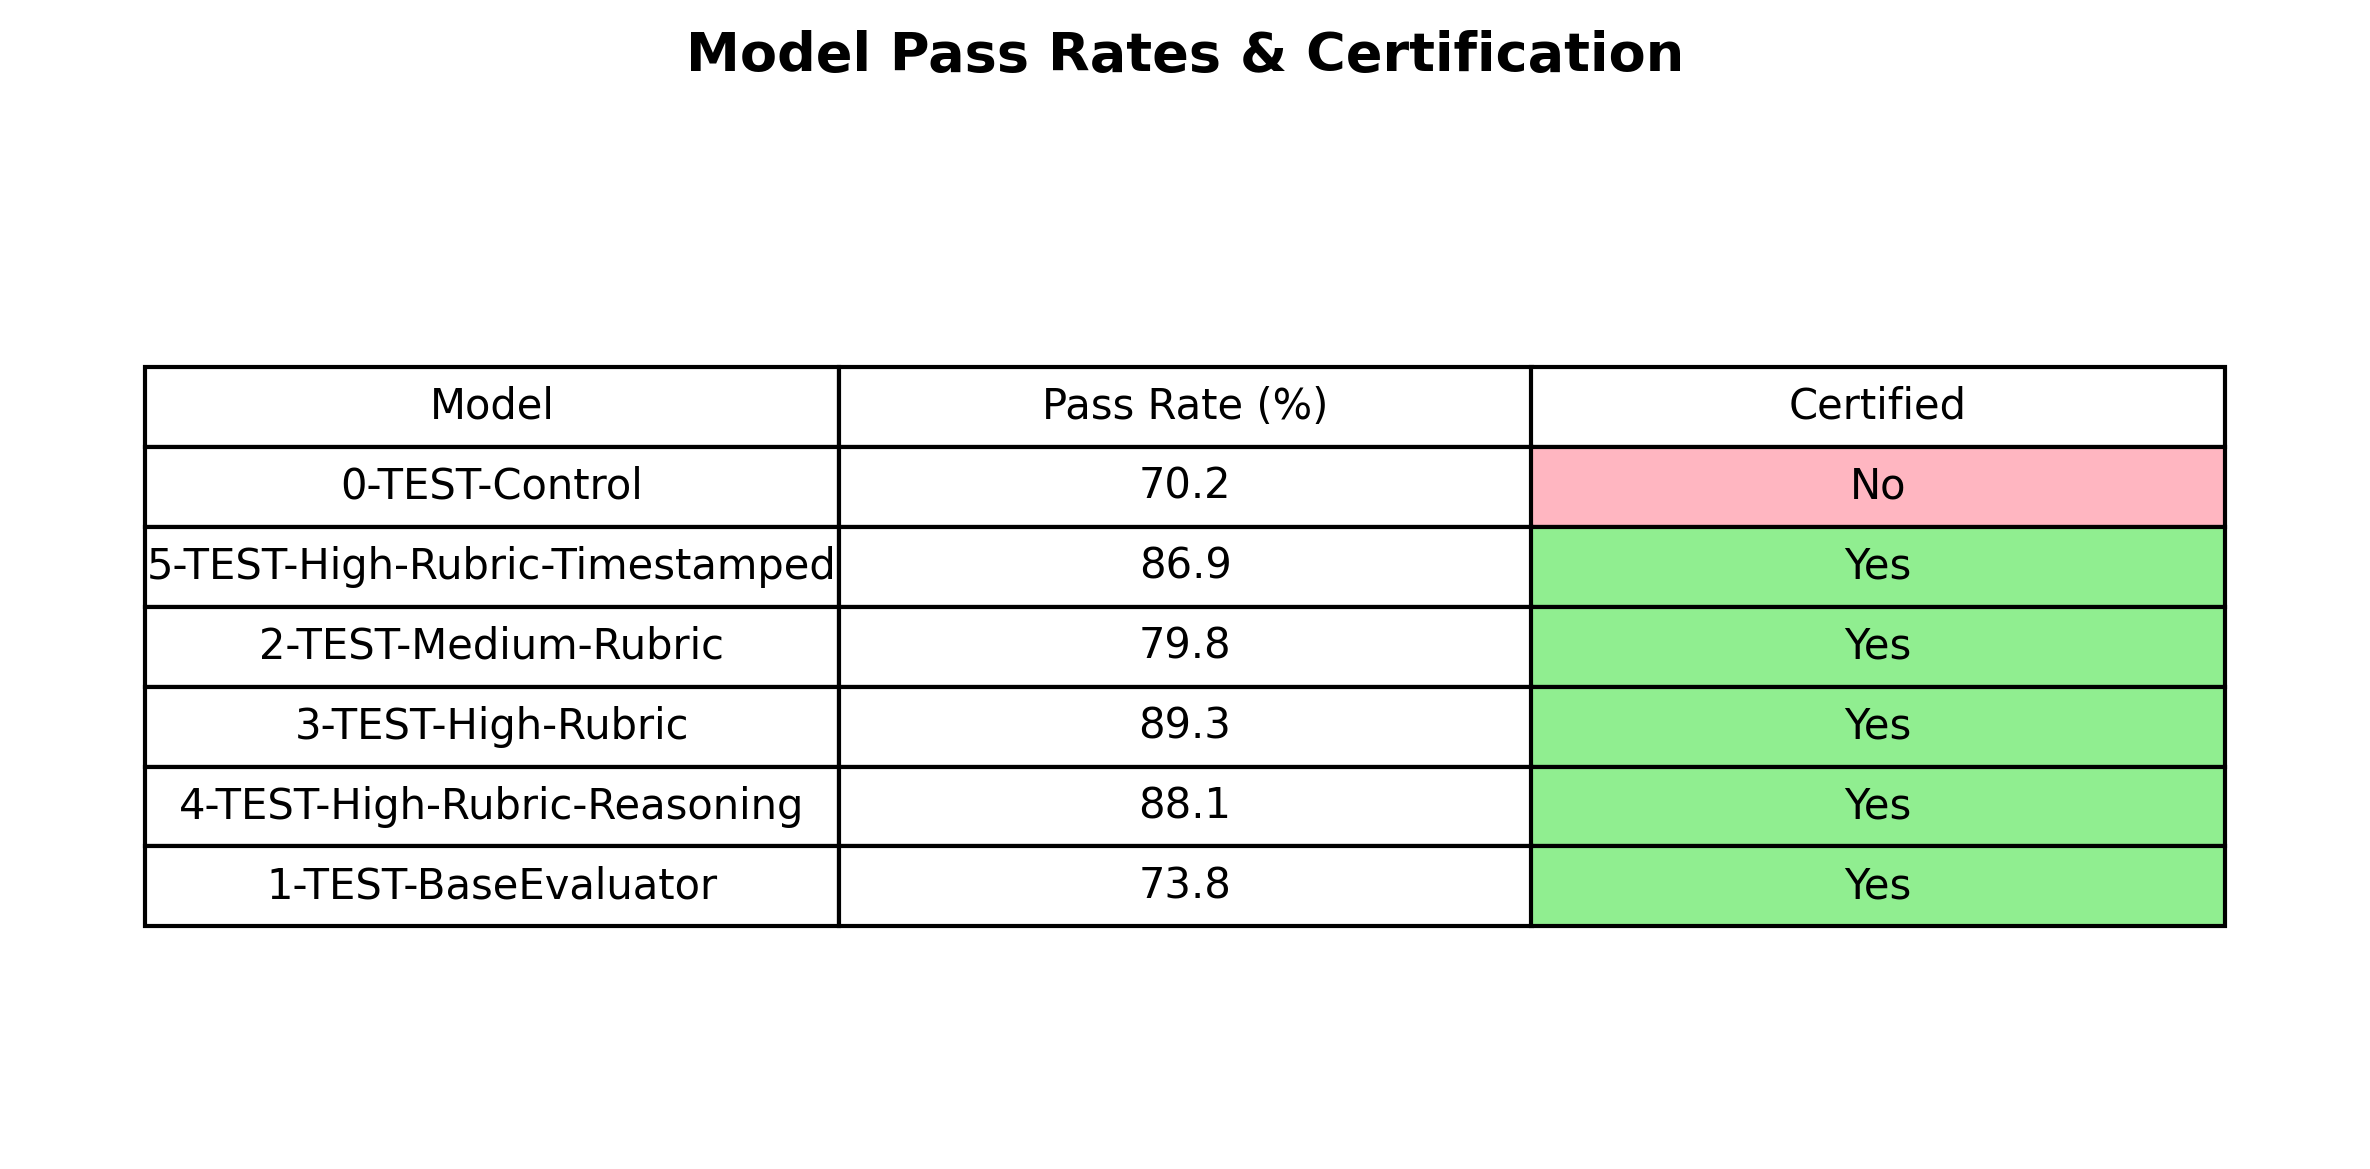 Model Pass Rates & Certification
Model Pass Rate (%) Certified
0-TEST-Control 70.2 No
5-TEST-High-Rubric-Timestamped 86.9 Yes
2-TEST-Medium-Rubric 79.8 Yes
3-TEST-High-Rubric 89.3 Yes
4-TEST-High-Rubric-Reasoning 88.1 Yes
1-TEST-BaseEvaluator 73.8 Yes